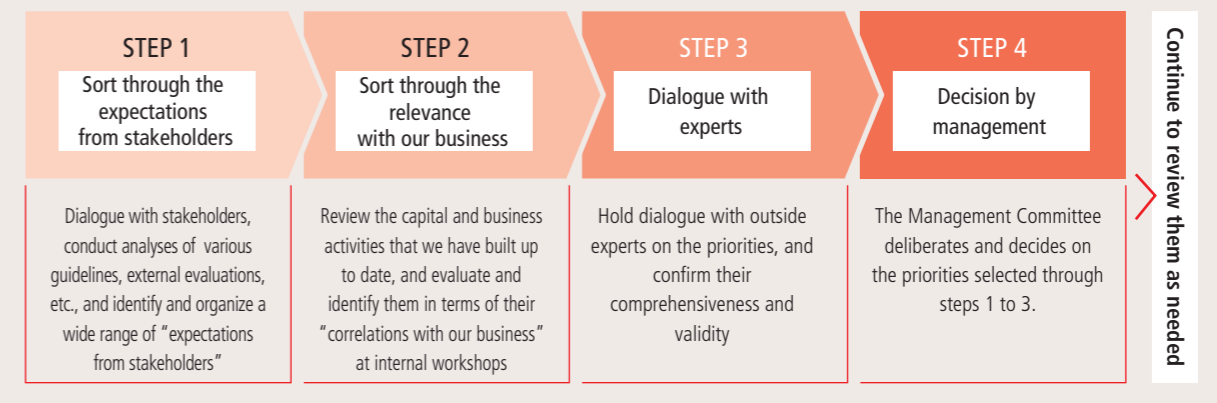 STEP 1
Sort through the
expectations
from stakeholders
Dialogue with stakeholders,
conduct analyses of various
guidelines, external evaluations,
etc., and identify and organize a
wide range of “expectations
from stakeholders”
STEP 2
Sort through the
relevance
with our business
Review the capital and business
activities that we have built up
to date, and evaluate and
identify them in terms of their
“correlations with our business”
at internal workshops
STEP 3
Dialogue with
experts
Hold dialogue with outside
experts on the priorities, and
confirm their
comprehensiveness and
validity
STEP 4
Decision by
management
The Management Committee
deliberates and decides on
the priorities selected through
steps 1 to 3.
Continue to review them as needed